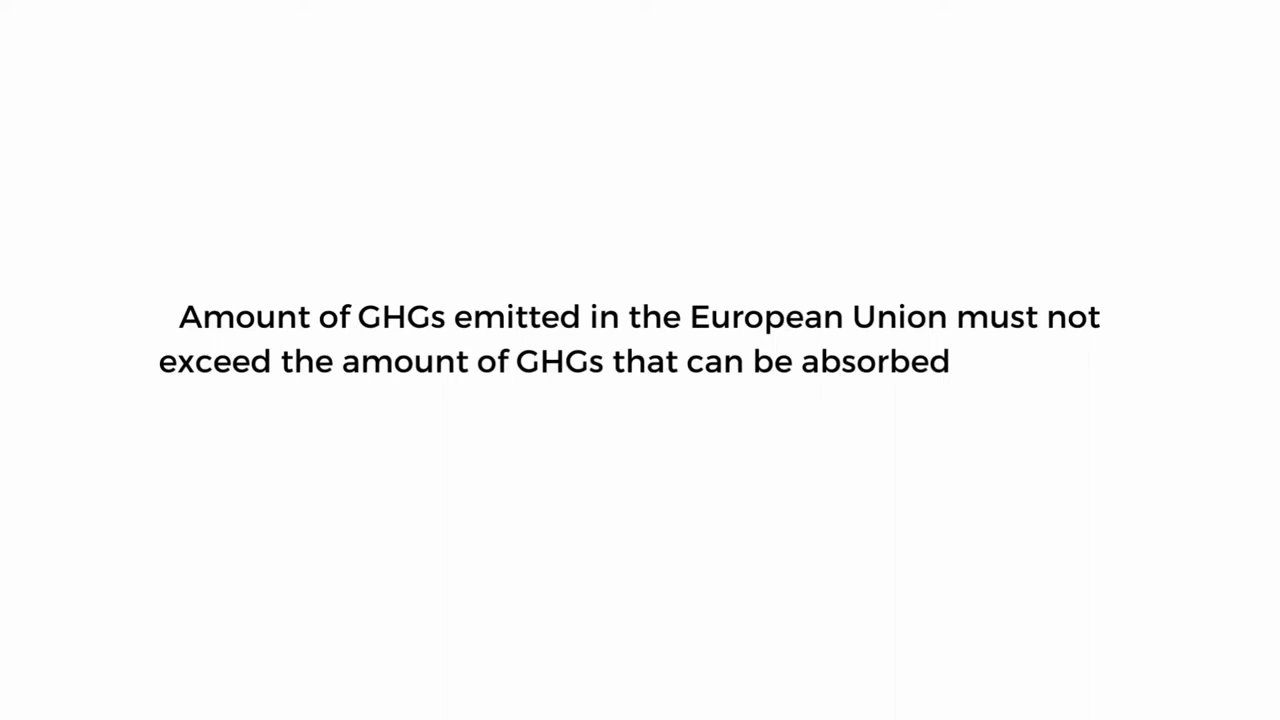 Amount of GHGs emitted in the European Union must not
exceed the amount of GHGs that can be absorbed